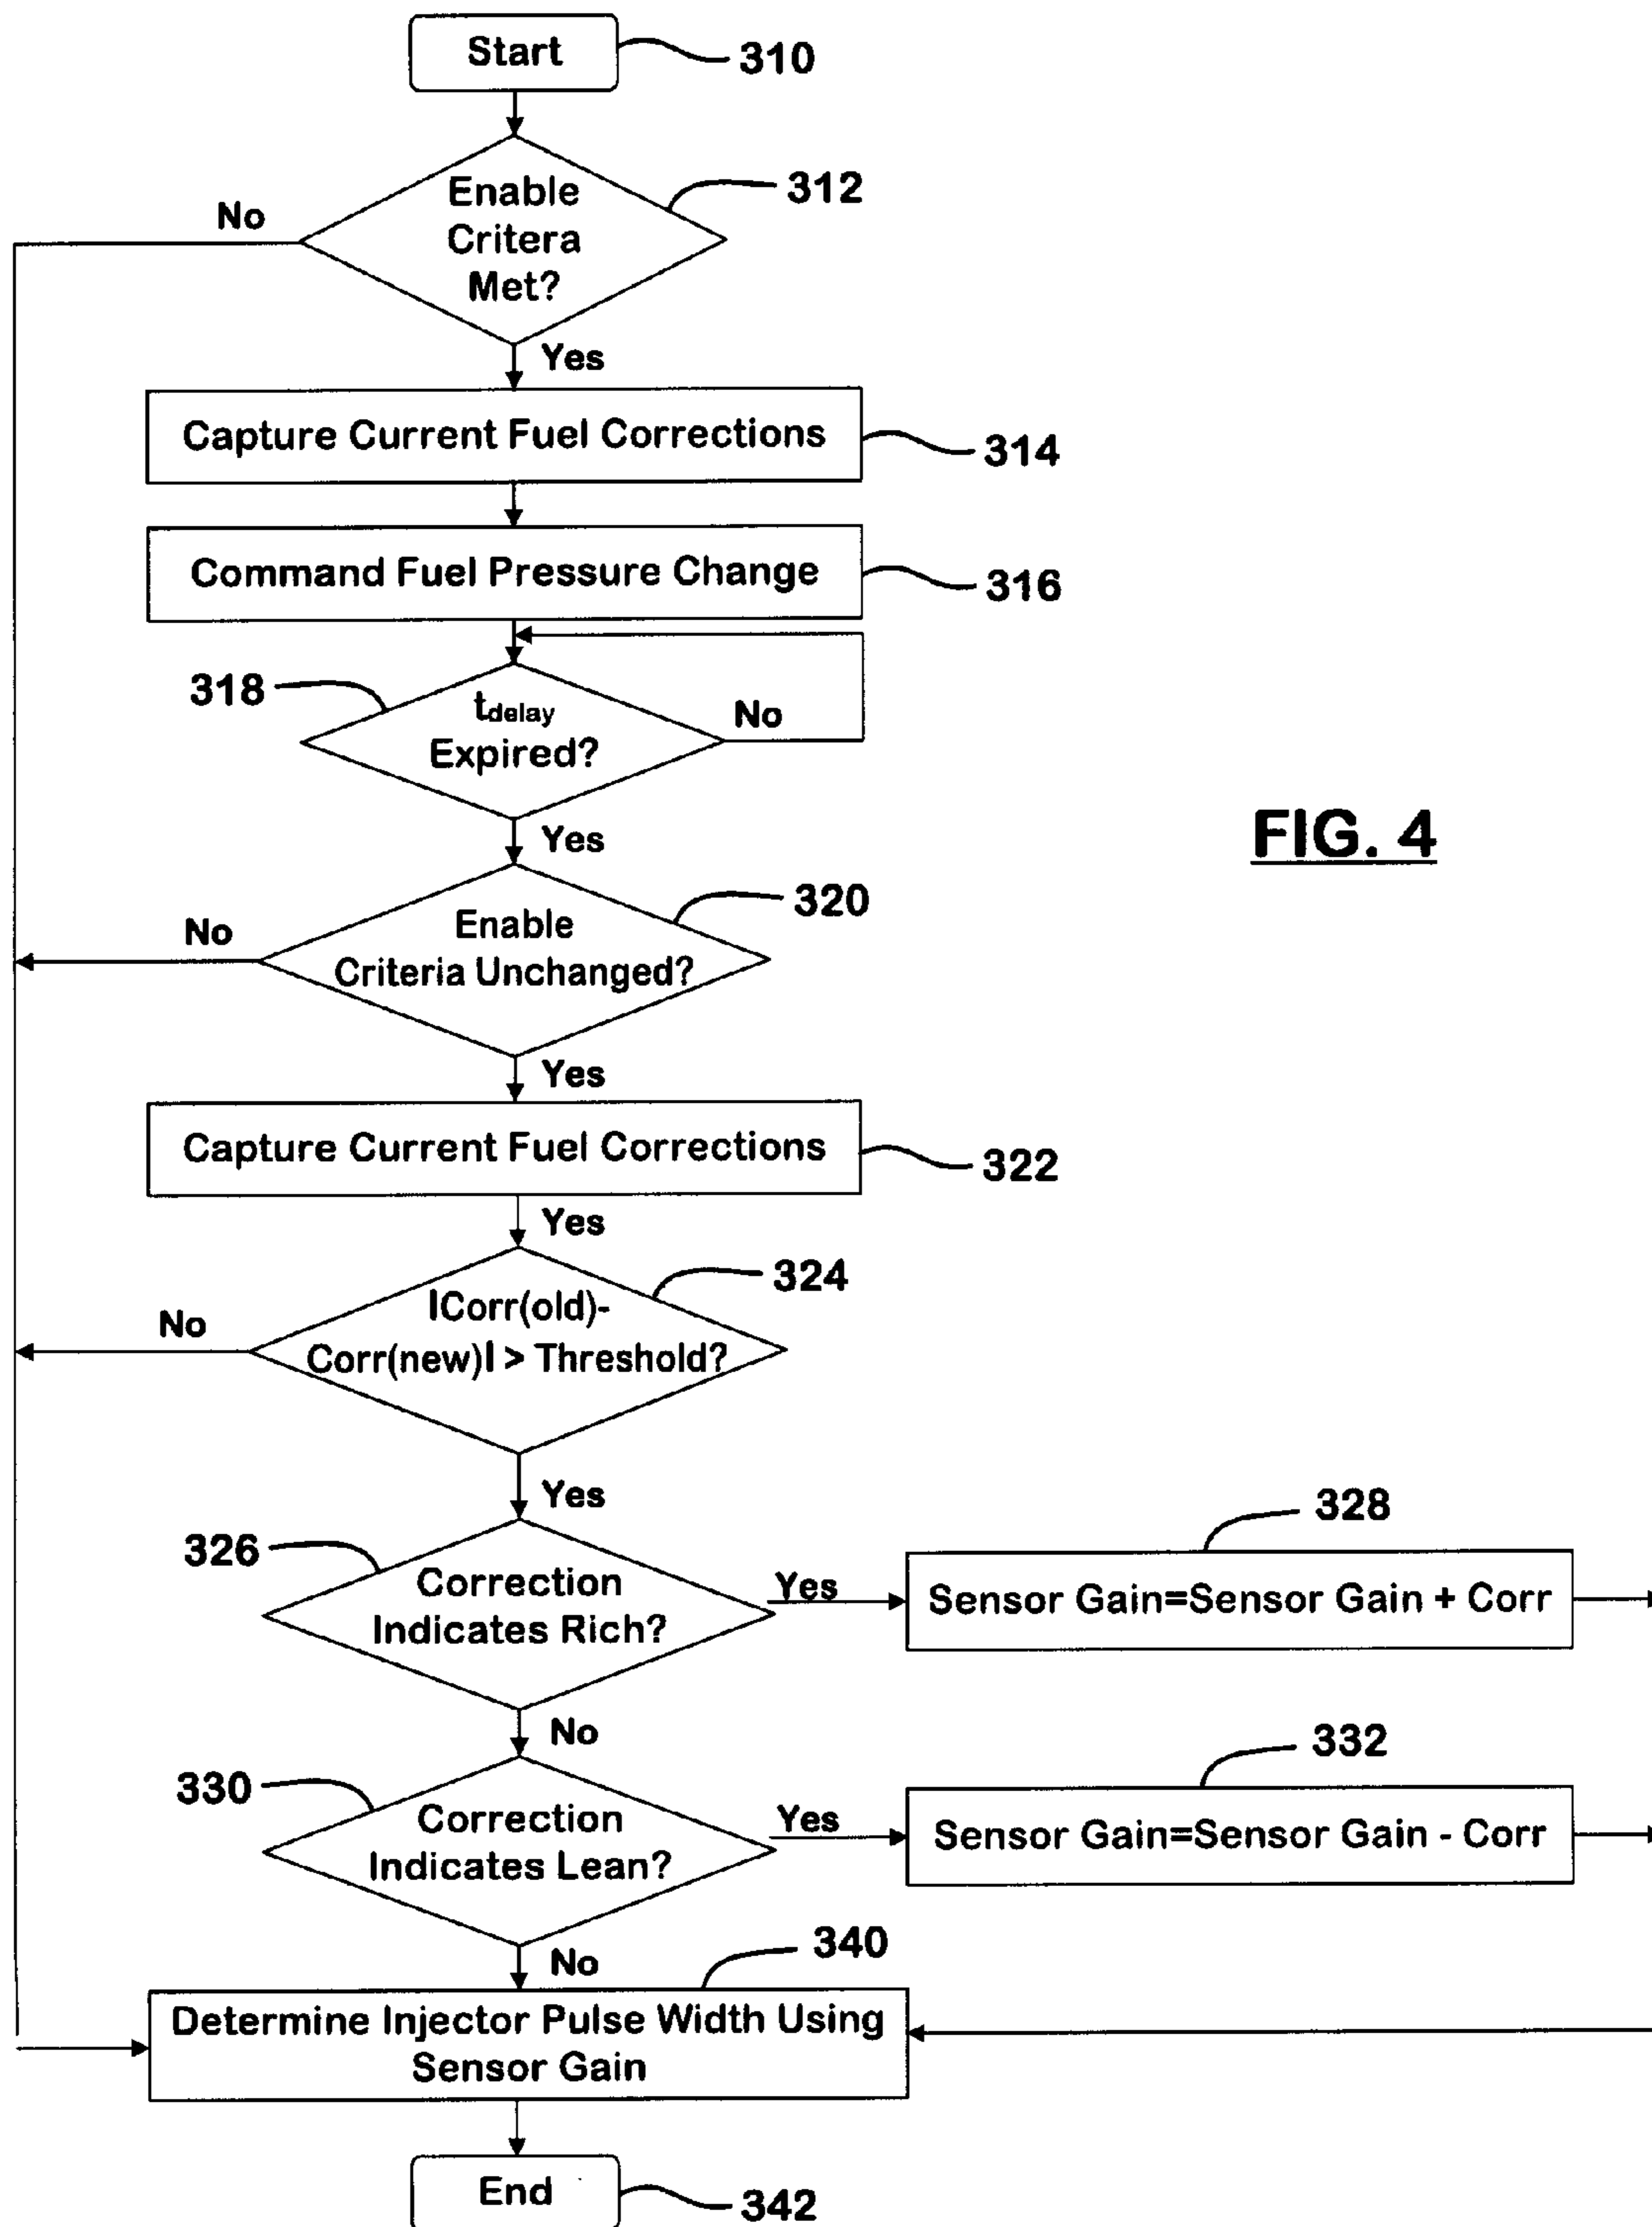 Start
310
Enable
Critera
Met?
312
No
Yes
Capture Current Fuel Corrections
314
Command Fuel Pressure Change
316
318
tdelay
Expired?
No
Yes
320
Enable
Criteria Unchanged?
No
Yes
Capture Current Fuel Corrections
322
Yes
324
|Corr(old)-
Corr(new)| > Threshold?
No
Yes
326
Correction
Indicates Rich?
Yes
328
Sensor Gain=Sensor Gain + Corr
No
330
Correction
Indicates Lean?
Yes
332
Sensor Gain=Sensor Gain - Corr
No
340
Determine Injector Pulse Width Using
Sensor Gain
End
342
FIG. 4